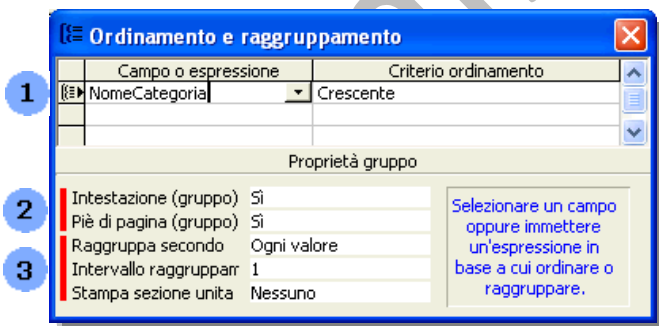 Ordinamento e raggruppamento
Campo o espressione Criterio ordinamento
1 NomeCategoria Crescente
Proprietà gruppo
2 Intestazione (gruppo) Sì
Piè di pagina (gruppo) Sì
Raggruppa secondo Ogni valore
3 Intervallo raggruppam 1
Stampa sezione unita Nessuno
Selezionare un campo
oppure immettere
un'espressione in
base a cui ordinare o
raggruppare.